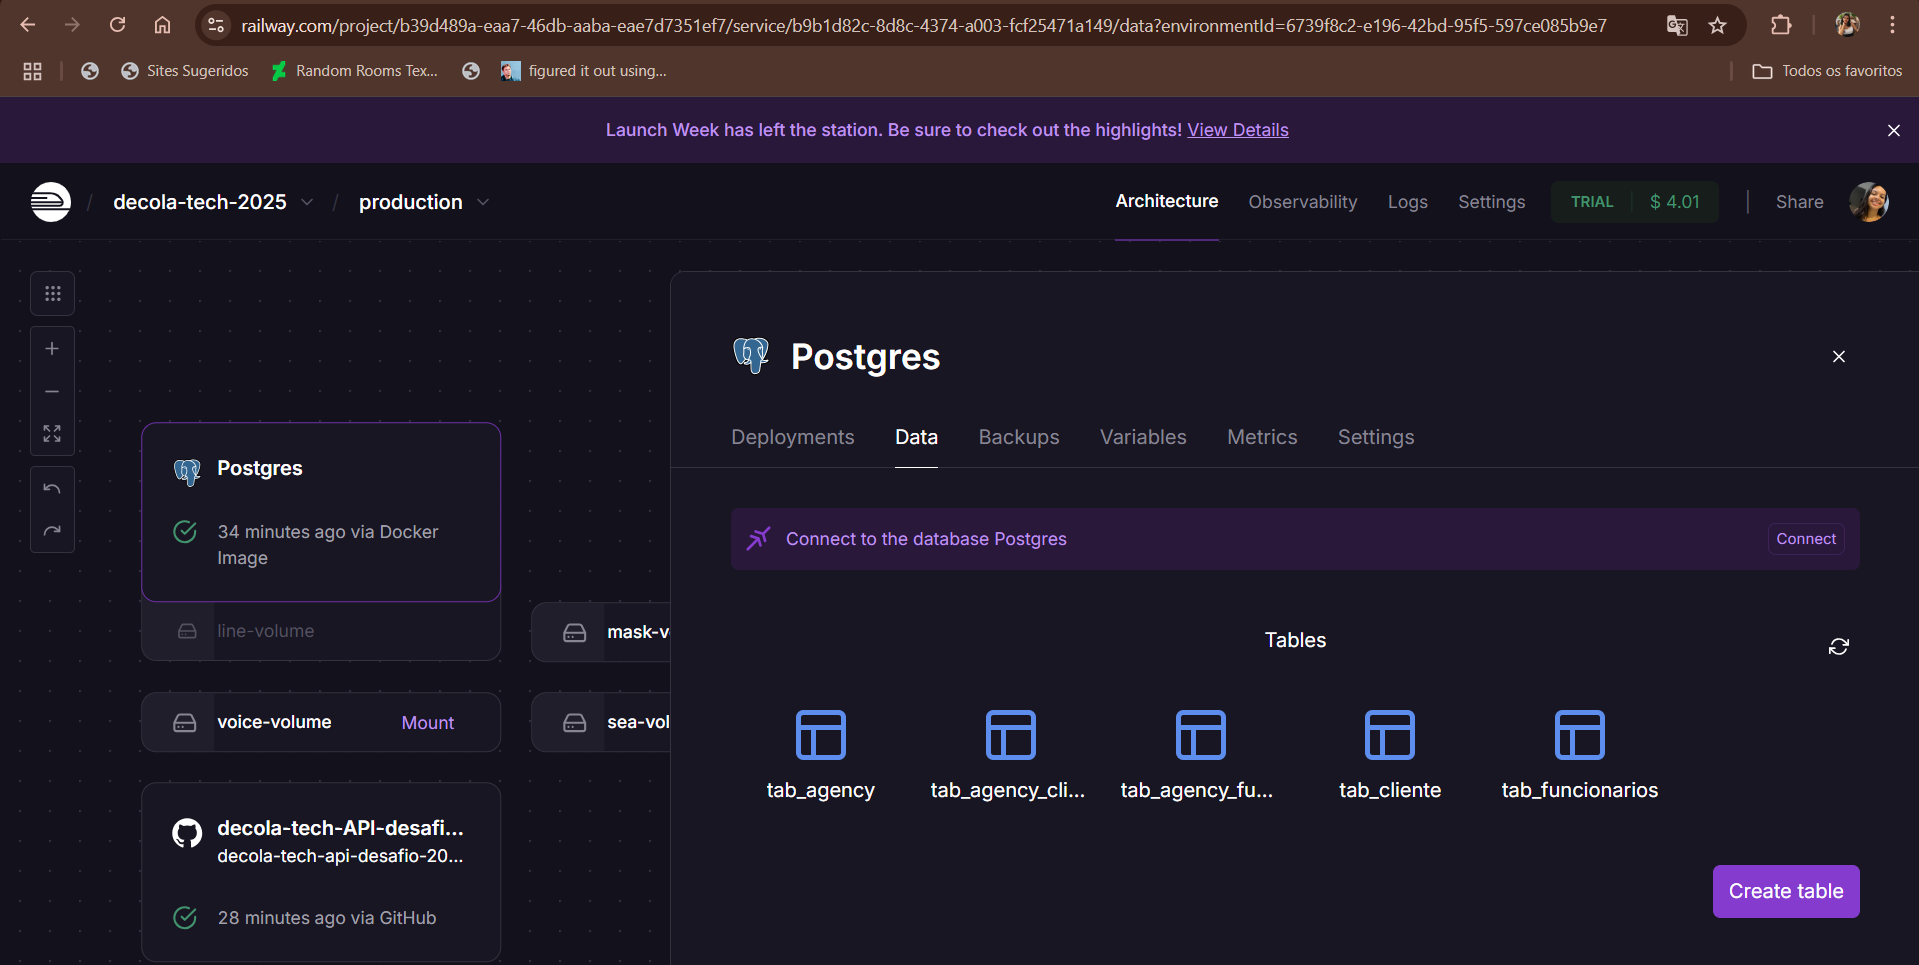 railway.com/project/b39d489a-eaa7-46db-aaba-eae7d7351ef7/service/b9b1d82c-8d8c-4374-a003-fcf25471a149/data?environmentId=6739f8c2-e196-42bd-95f5-597ce085b9e7
Sites Sugeridos
Random Rooms Tex...
figured it out using...
Todos os favoritos
Launch Week has left the station. Be sure to check out the highlights! View Details
/ decola-tech-2025 / production
Architecture
Observability
Logs
Settings
TRIAL
$ 4.01
Share
Postgres
34 minutes ago via Docker
Image
line-volume
mask-v
voice-volume
Mount
sea-vol
decola-tech-API-desafi...
decola-tech-api-desafio-20...
28 minutes ago via GitHub
Postgres
Deployments
Data
Backups
Variables
Metrics
Settings
Connect to the database Postgres
Connect
Tables
tab_agency
tab_agency_cli...
tab_agency_fu...
tab_cliente
tab_funcionarios
Create table